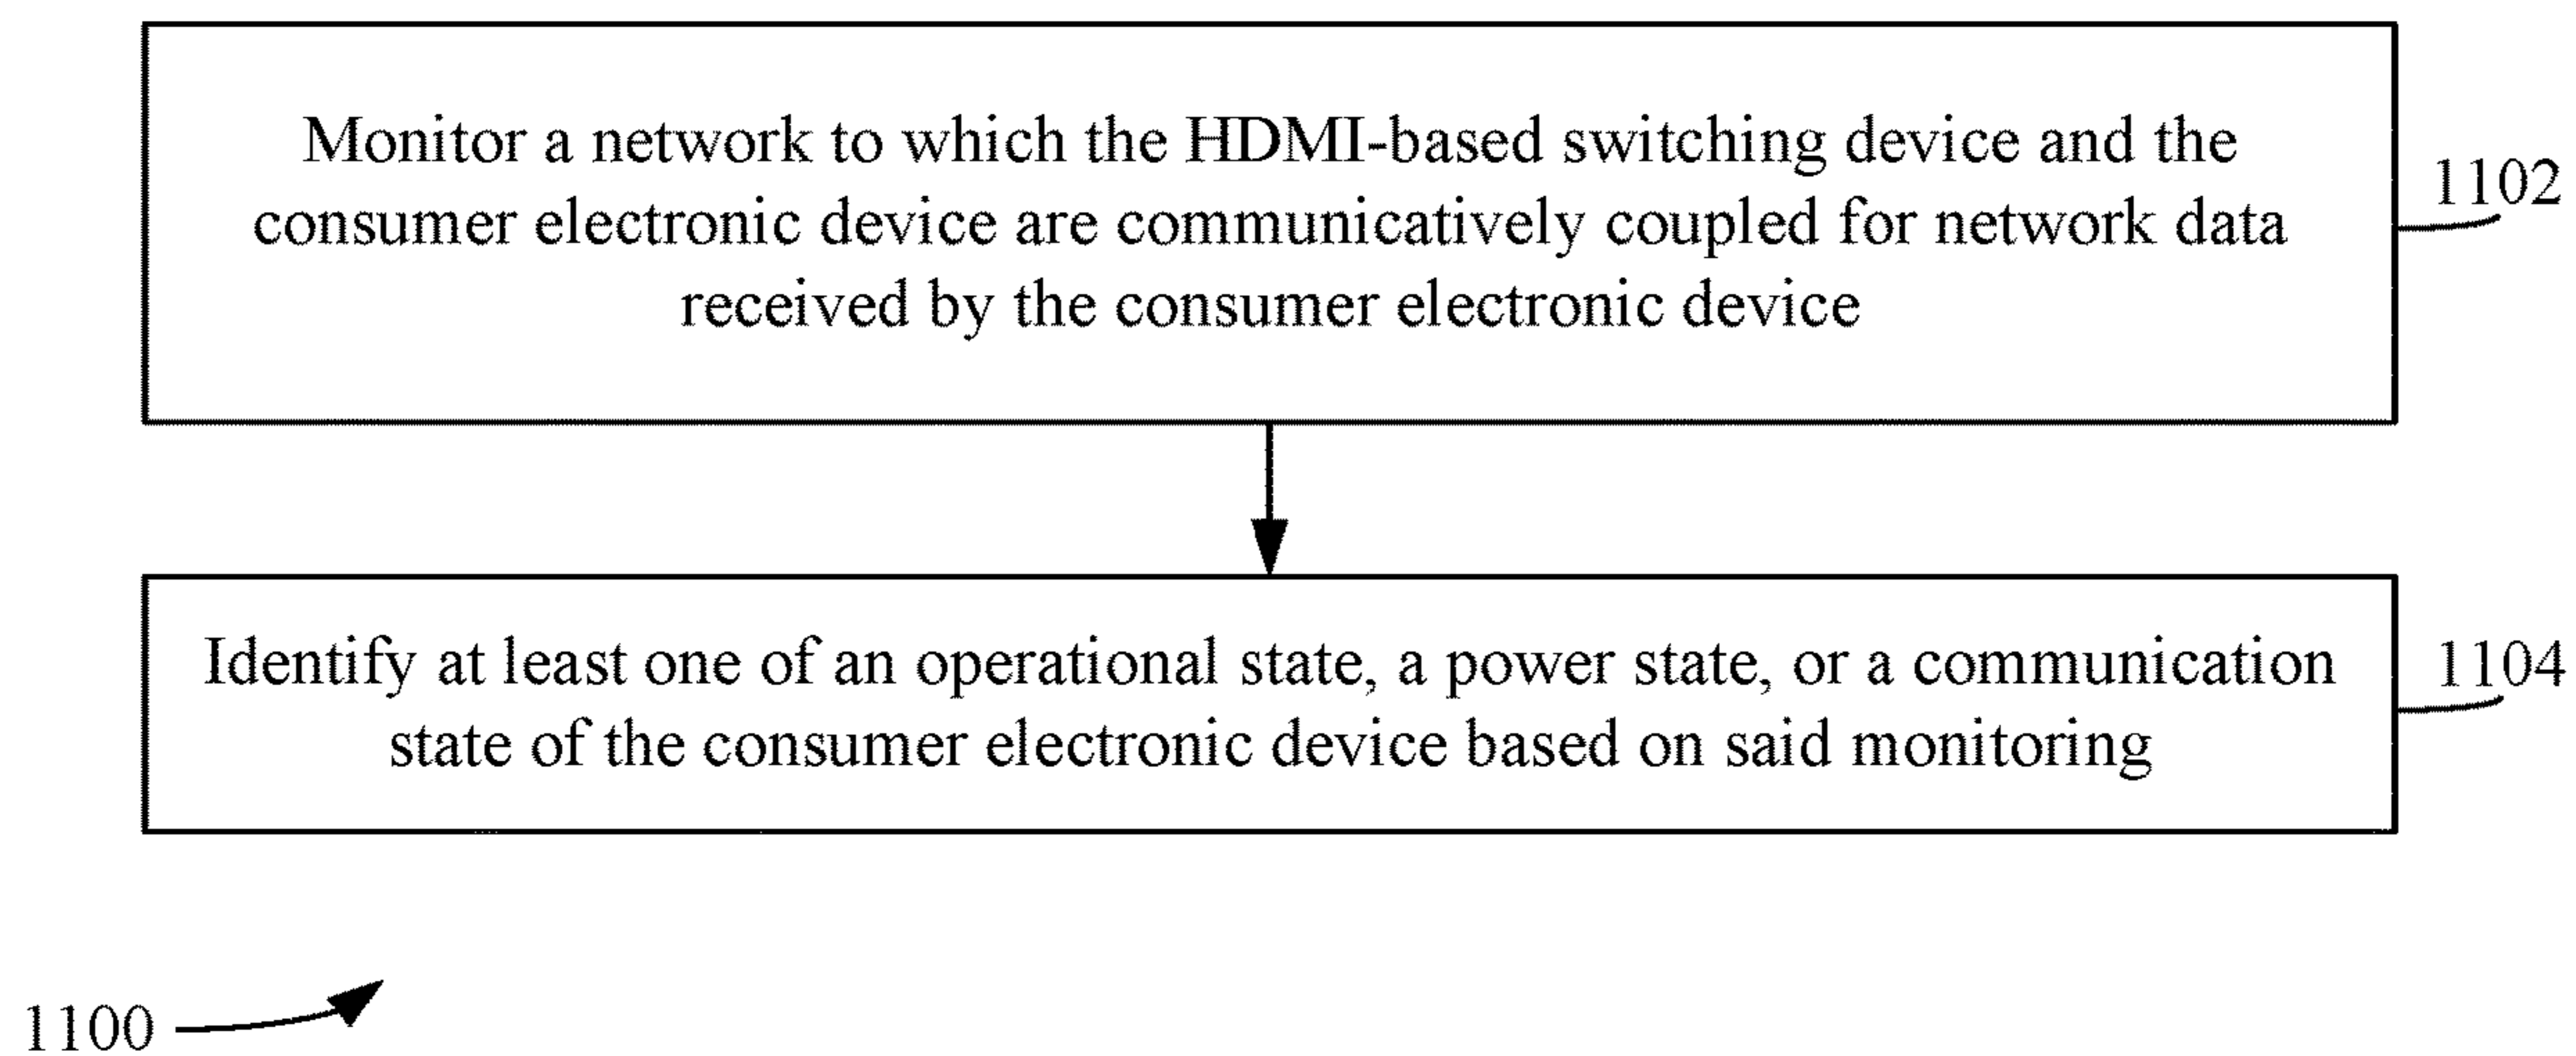 Monitor a network to which the HDMI-based switching device and the
consumer electronic device are communicatively coupled for network data
received by the consumer electronic device
1102
Identify at least one of an operational state, a power state, or a communication
state of the consumer electronic device based on said monitoring
1104
1100